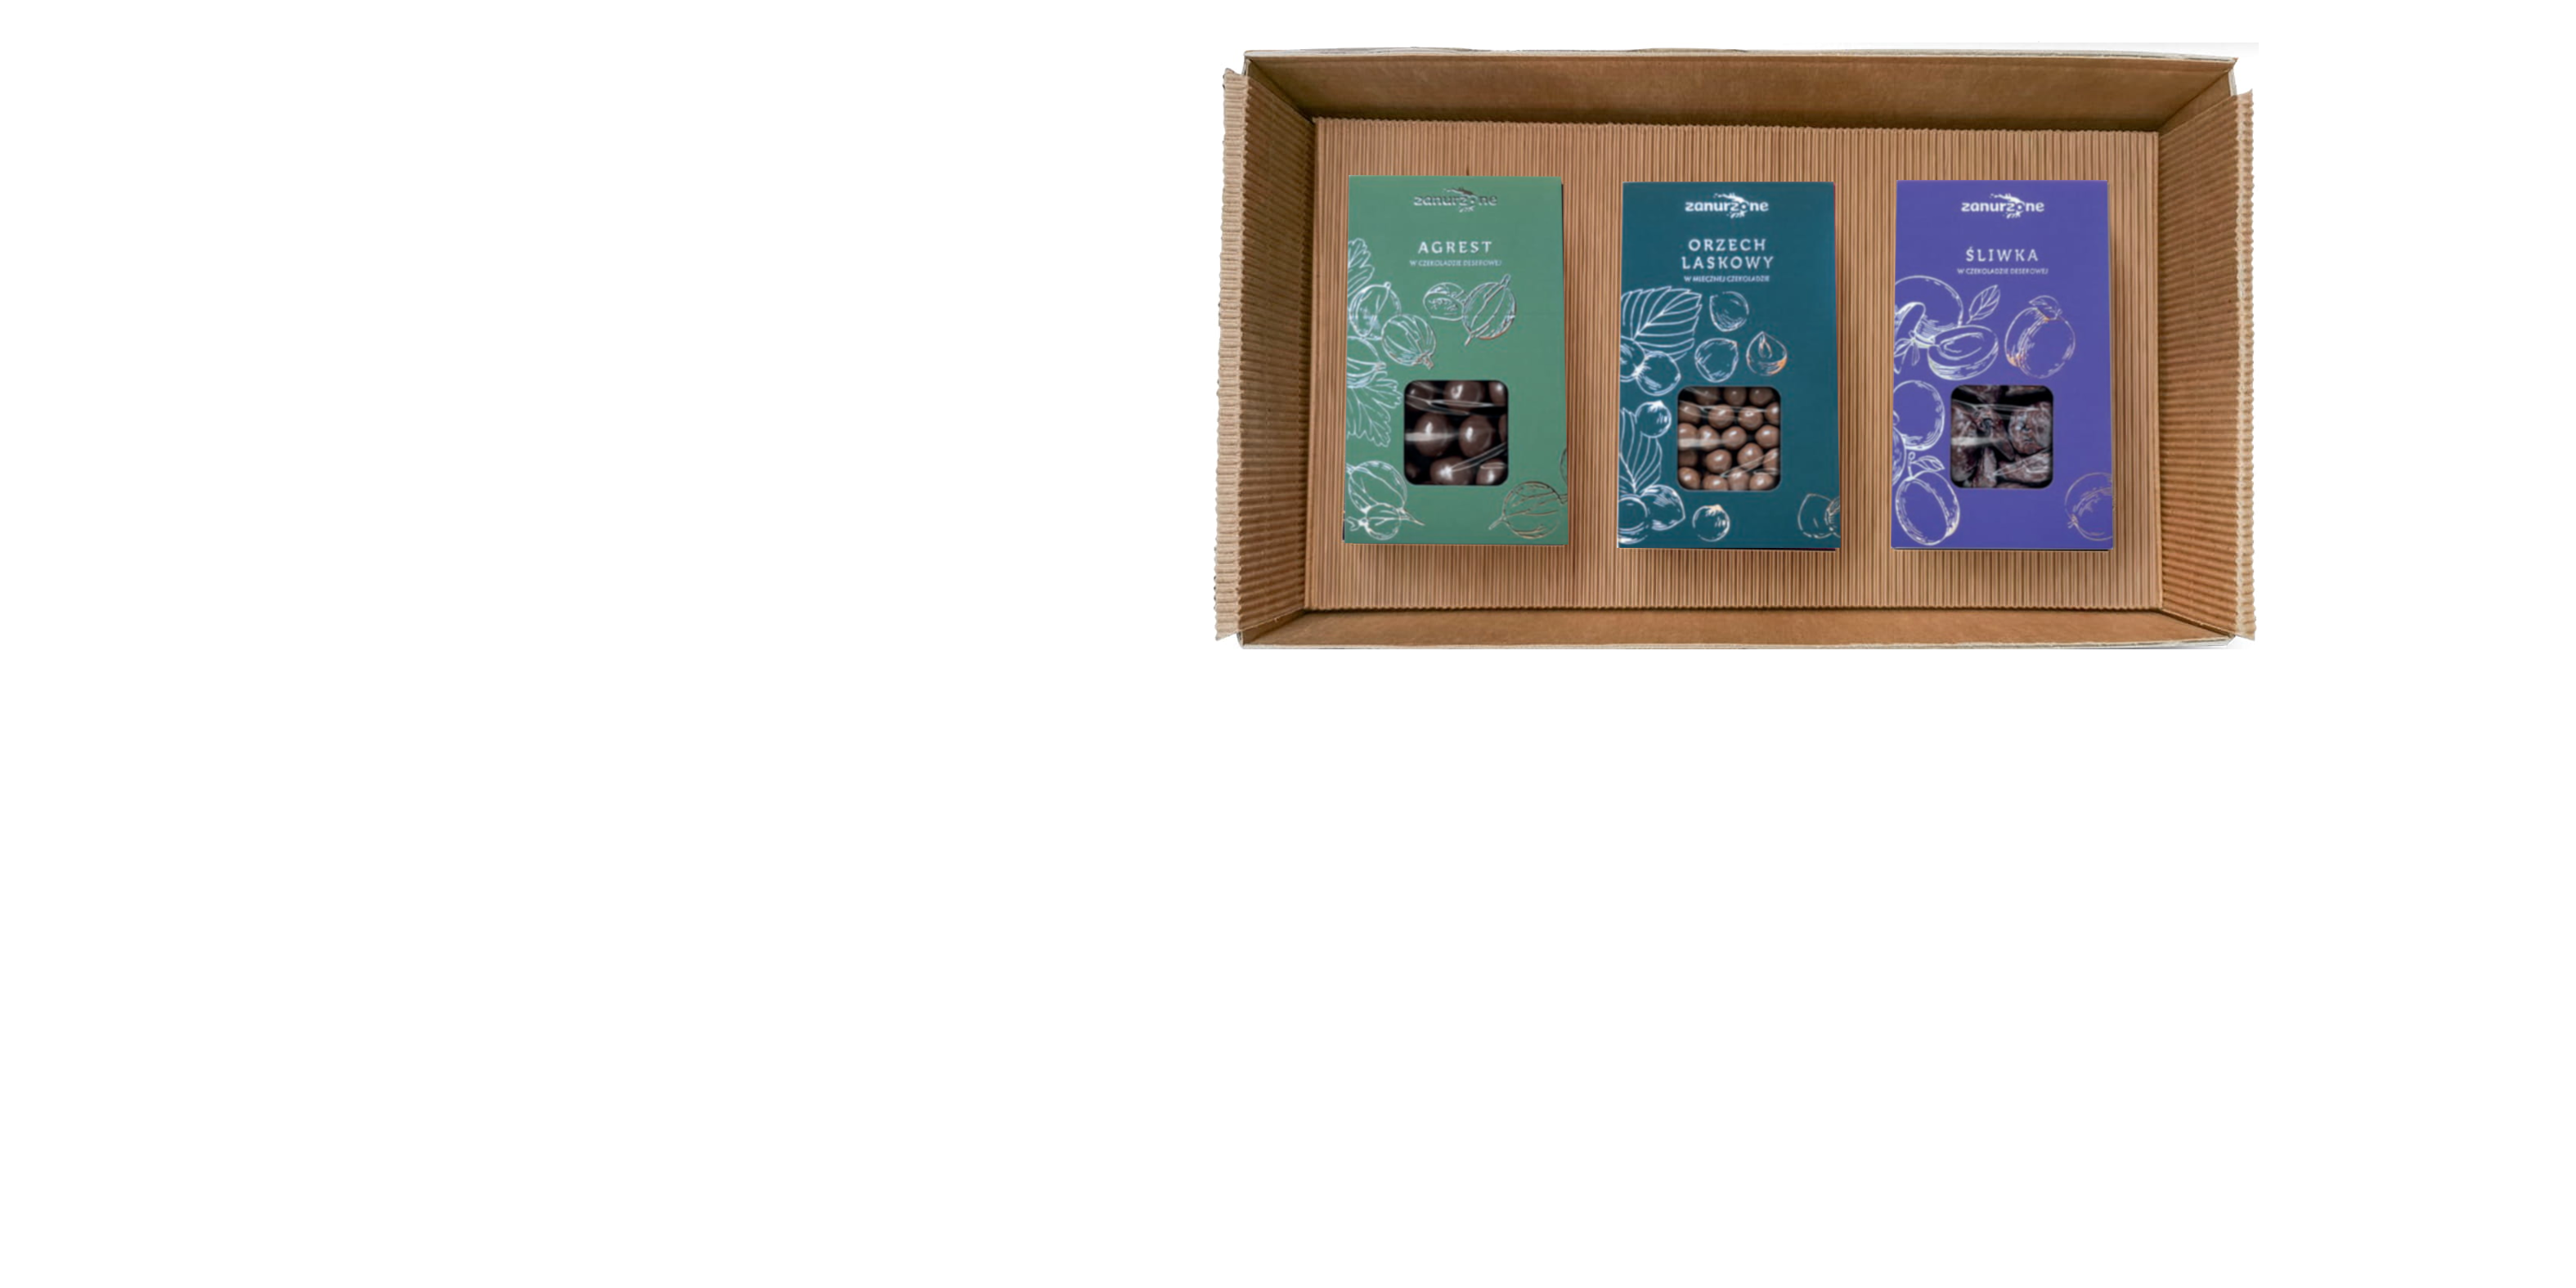 zanurzone
AGREST
W CZEKOLADZIE DESEROWEJ
zanurzone
ORZECH
LASKOWY
W MLECZNEJ CZEKOLADZIE
zanurzone
ŚLIWKA
W CZEKOLADZIE DESEROWEJ